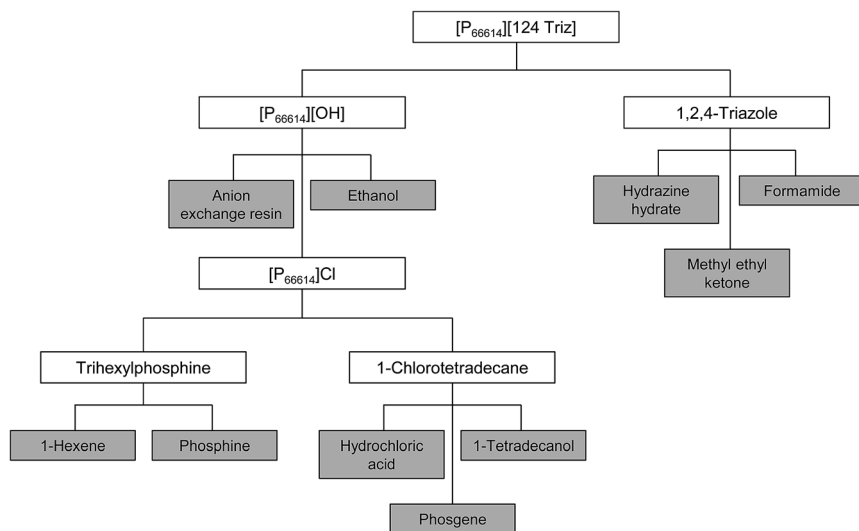 [P₆₆₆₁₄][124 Triz]
[P₆₆₆₁₄][OH]
1,2,4-Triazole
Anion
exchange resin
Ethanol
Hydrazine
hydrate
Formamide
[P₆₆₆₁₄]Cl
Methyl ethyl
ketone
Trihexylphosphine
1-Chlorotetradecane
1-Hexene
Phosphine
Hydrochloric
acid
1-Tetradecanol
Phosgene